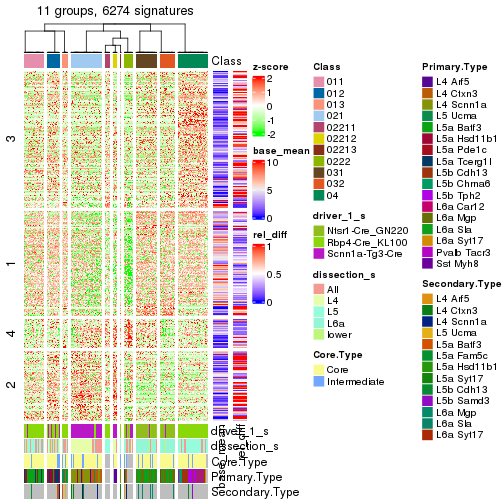 11 groups, 6274 signatures
Class
3
1
4
2
driver_1_s
dissection_s
Core.Type
Primary.Type
Secondary.Type
base_mean
rel_diff
z-score
2
1
0
-1
-2
base_mean
10
5
0
rel_diff
1
0.5
0
Class
011
012
013
021
02211
02212
02213
0222
031
032
04
driver_1_s
Ntsr1-Cre_GN220
Rbp4-Cre_KL100
Scnn1a-Tg3-Cre
dissection_s
All
L4
L5
L6a
lower
Core.Type
Core
Intermediate
Primary.Type
L4 Arf5
L4 Ctxn3
L4 Scnn1a
L5 Ucma
L5a Batf3
L5a Hsd11b1
L5a Pde1c
L5a Tcerg1l
L5b Cdh13
L5b Chrna6
L5b Tph2
L6a Car12
L6a Mgp
L6a Sla
L6a Syt17
Pvalb Tacr3
Sst Myh8
Secondary.Type
L4 Arf5
L4 Ctxn3
L4 Scnn1a
L5 Ucma
L5a Batf3
L5a Fam5c
L5a Hsd11b1
L5a Syt17
L5b Cdh13
L5b Samd3
L6a Mgp
L6a Sla
L6a Syt17